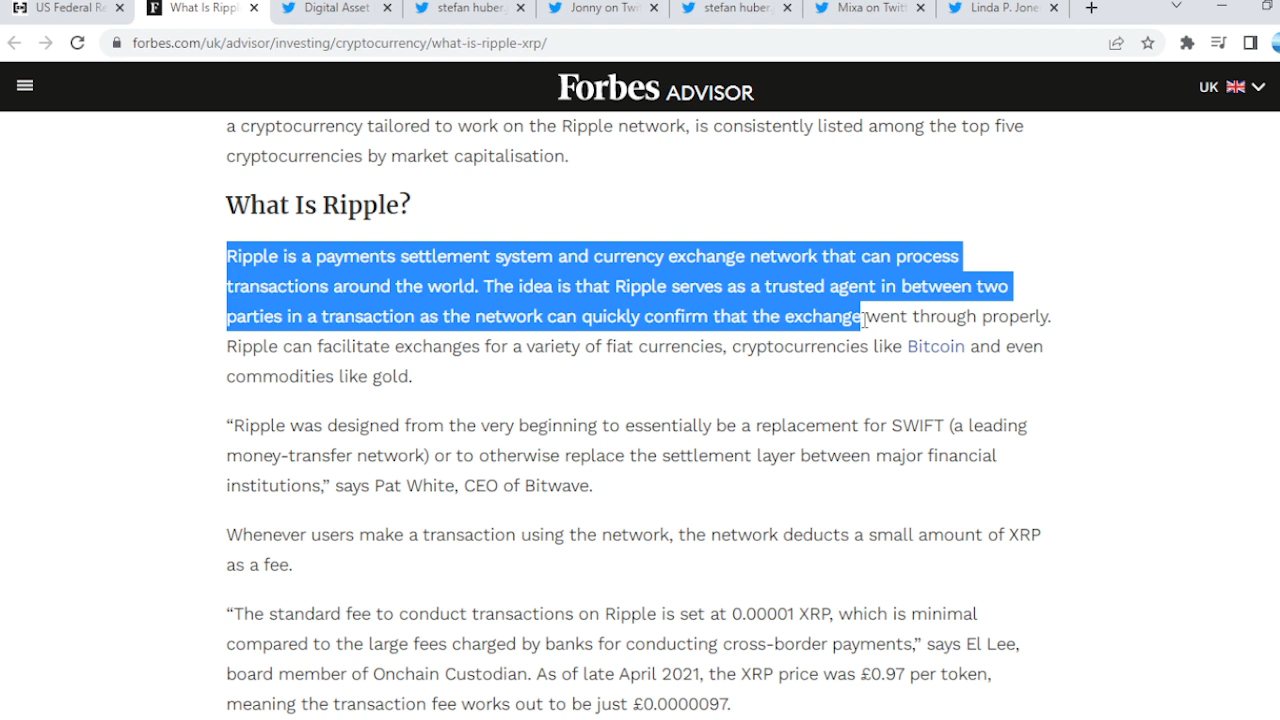 US Federal Re
What Is Ripple
Digital Asset
stefan huber
Jonny on Twi
stefan huber
Mixa on Twit
Linda P. Jone
forbes.com/uk/advisor/investing/cryptocurrency/what-is-ripple-xrp/
Forbes ADVISOR
UK
a cryptocurrency tailored to work on the Ripple network, is consistently listed among the top five
cryptocurrencies by market capitalisation.
What Is Ripple?
Ripple is a payments settlement system and currency exchange network that can process
transactions around the world. The idea is that Ripple serves as a trusted agent in between two
parties in a transaction as the network can quickly confirm that the exchange went through properly.
Ripple can facilitate exchanges for a variety of fiat currencies, cryptocurrencies like Bitcoin and even
commodities like gold.
“Ripple was designed from the very beginning to essentially be a replacement for SWIFT (a leading
money-transfer network) or to otherwise replace the settlement layer between major financial
institutions,” says Pat White, CEO of Bitwave.
Whenever users make a transaction using the network, the network deducts a small amount of XRP
as a fee.
“The standard fee to conduct transactions on Ripple is set at 0.00001 XRP, which is minimal
compared to the large fees charged by banks for conducting cross-border payments,” says El Lee,
board member of Onchain Custodian. As of late April 2021, the XRP price was £0.97 per token,
meaning the transaction fee works out to be just £0.0000097.